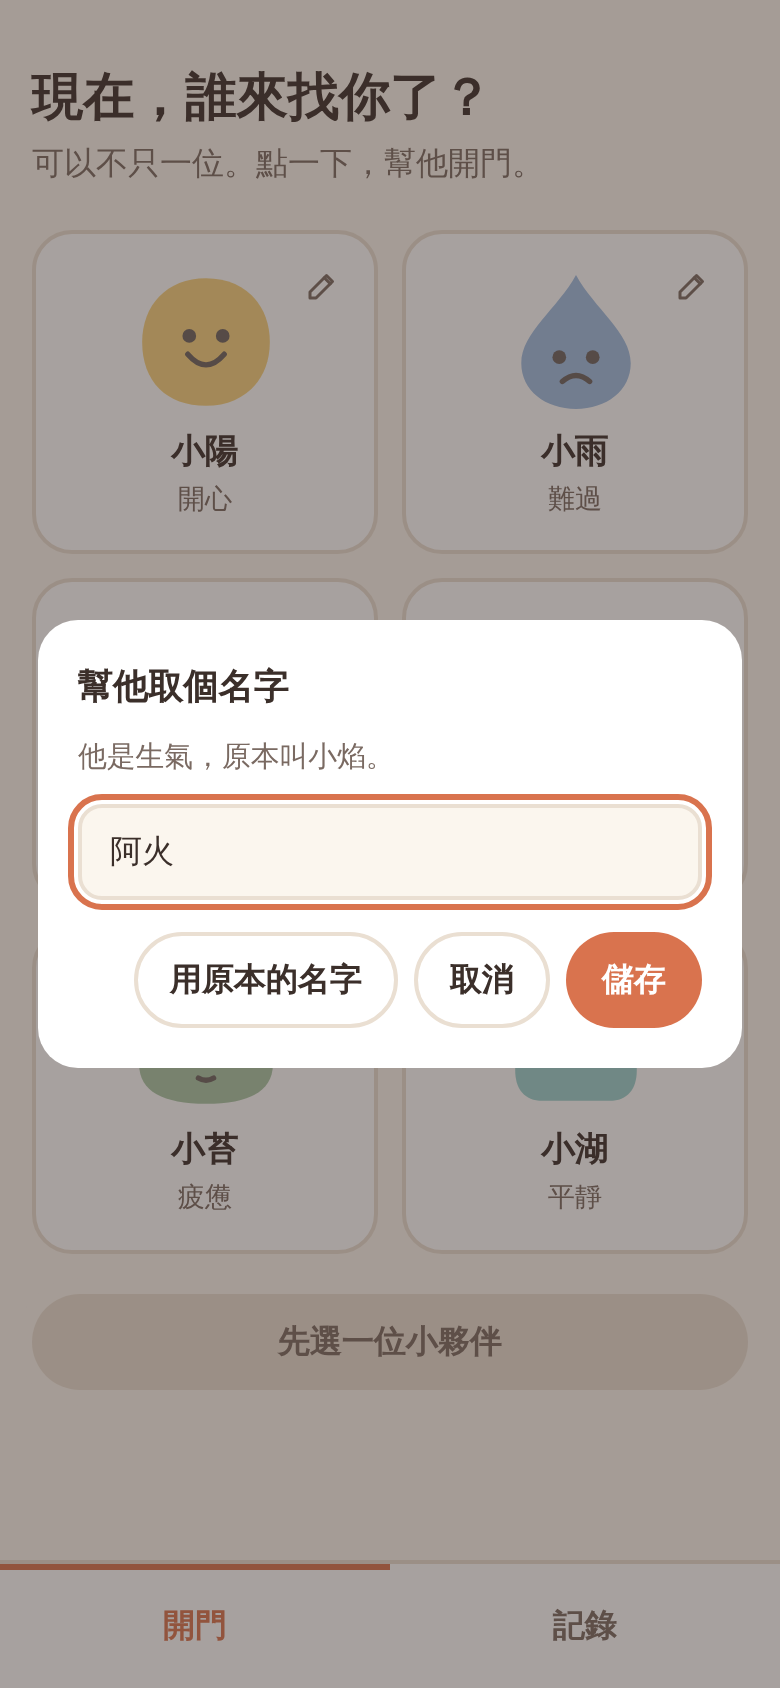 現在，誰來找你了？
可以不只一位。點一下，幫他開門。
小陽
開心
小雨
難過
幫他取個名字
他是生氣，原本叫小焰。
阿火
用原本的名字
取消
儲存
小苔
疲憊
小湖
平靜
先選一位小夥伴
開門
記錄